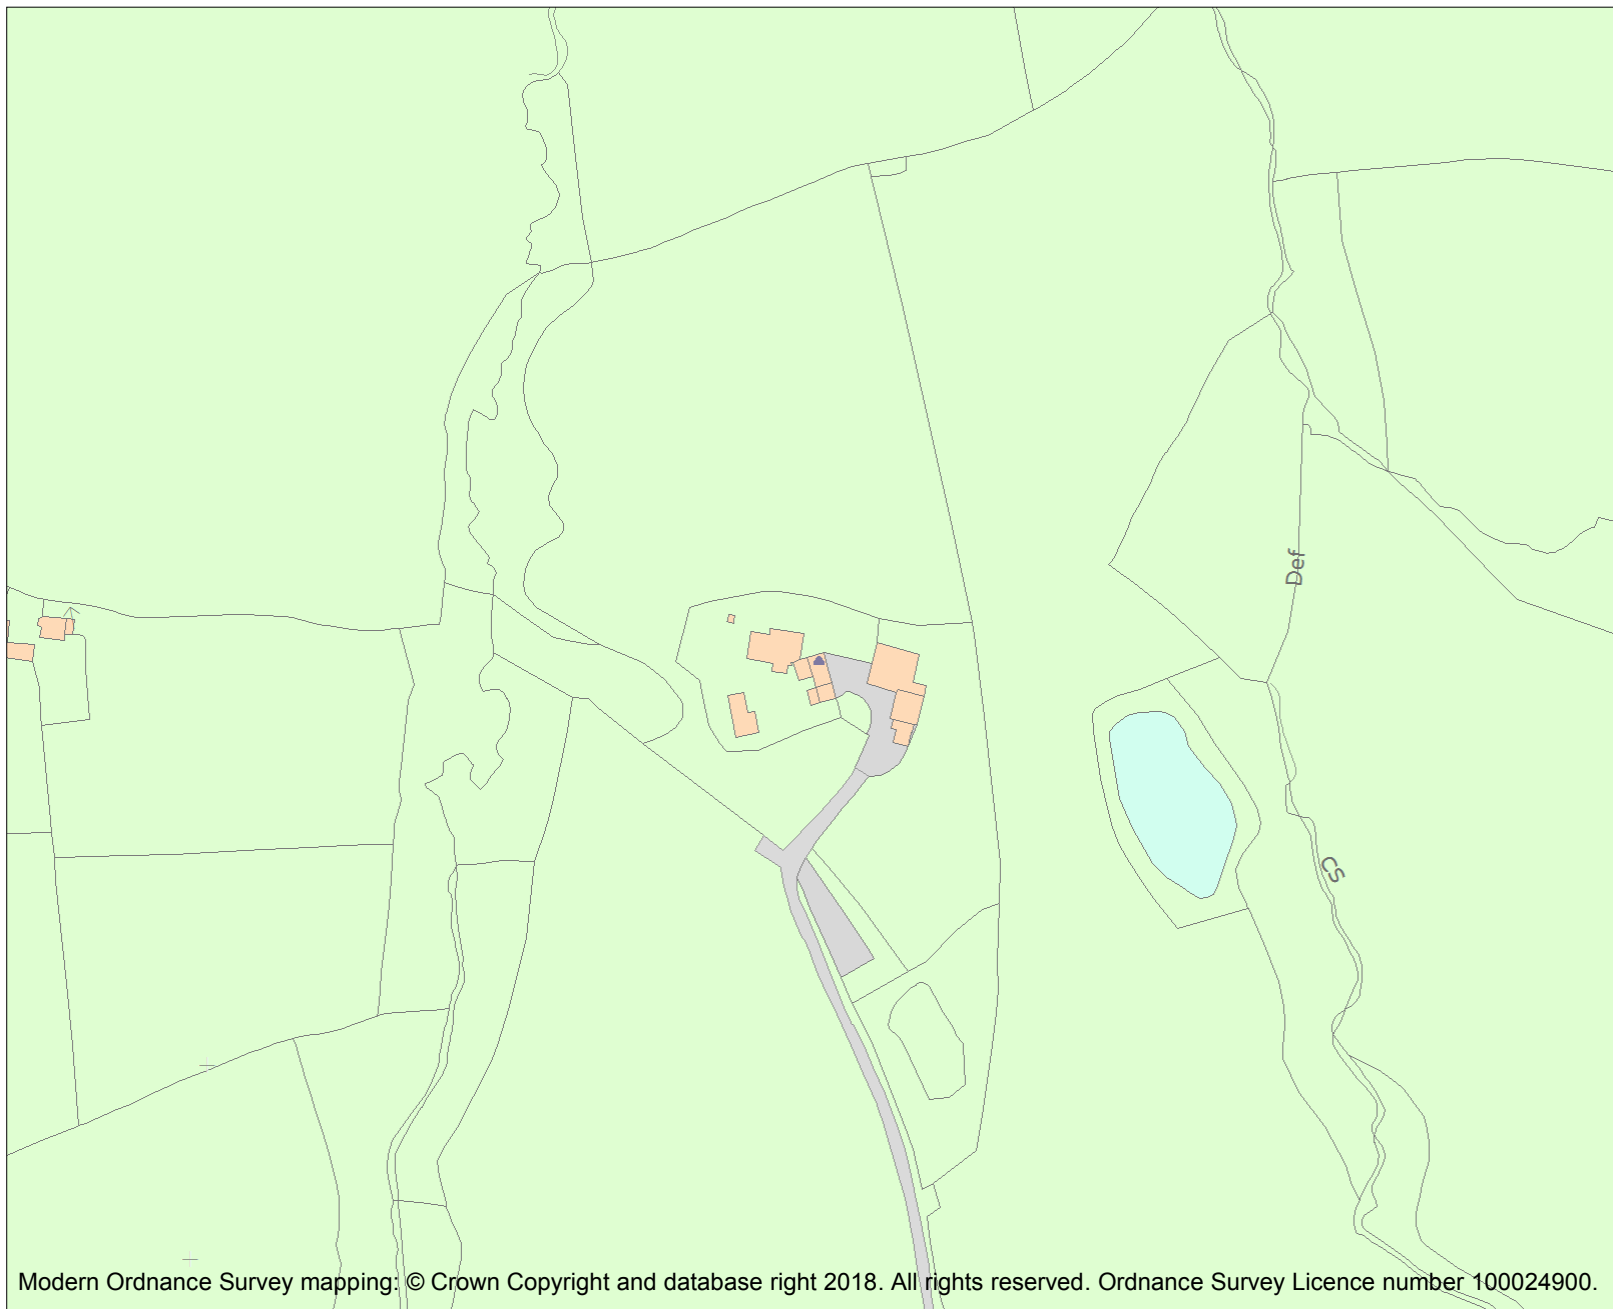 Def
CS
Modern Ordnance Survey mapping: © Crown Copyright and database right 2018. All rights reserved. Ordnance Survey Licence number 100024900.